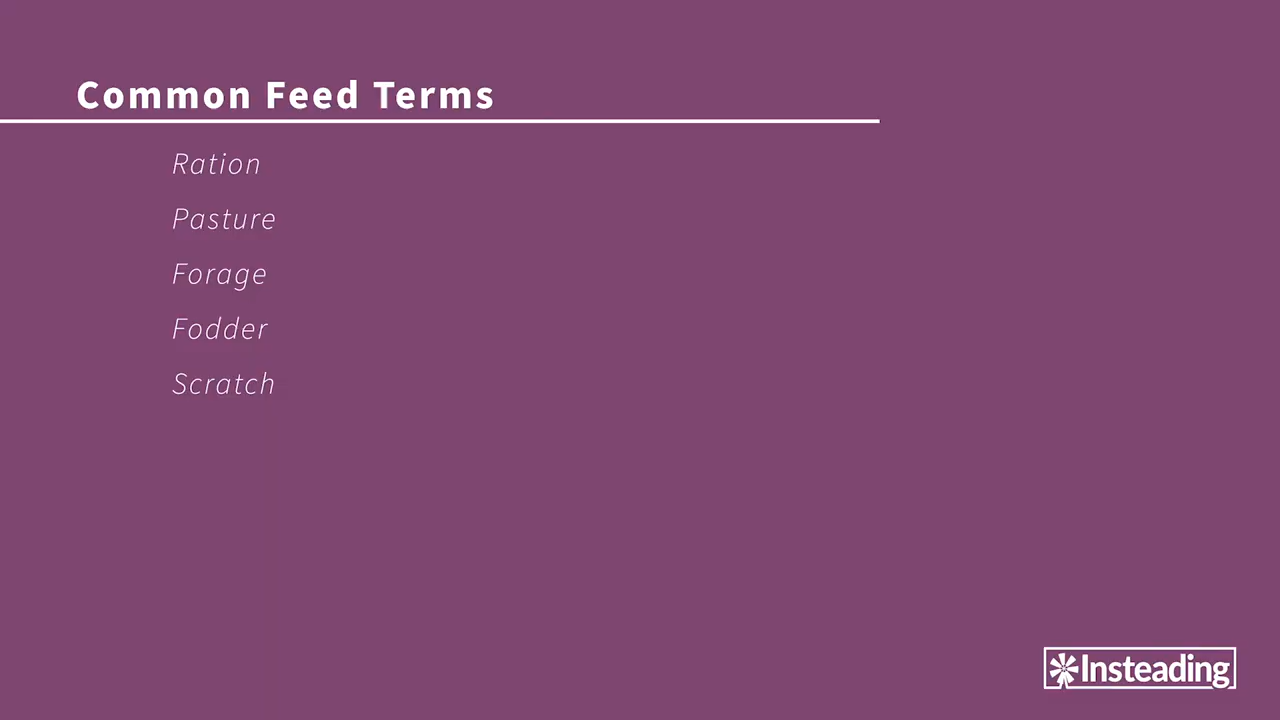 Common Feed Terms
Ration
Pasture
Forage
Fodder
Scratch
Insteading